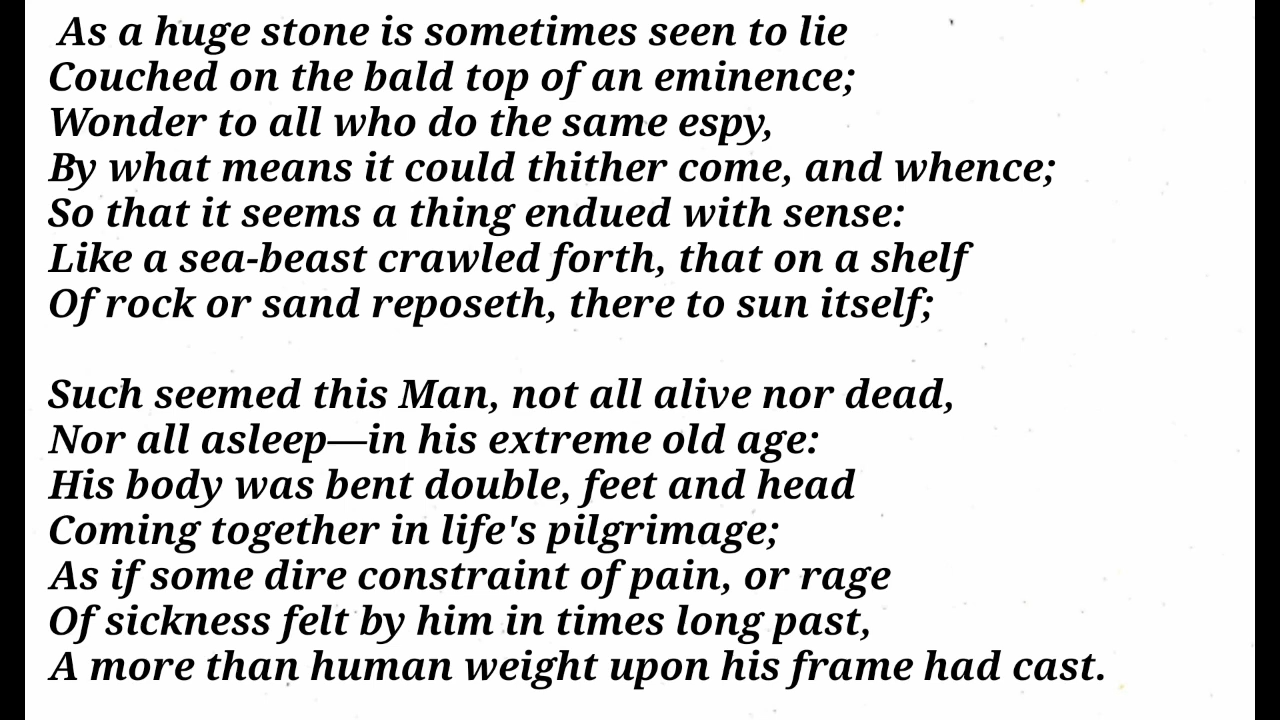 As a huge stone is sometimes seen to lie
Couched on the bald top of an eminence;
Wonder to all who do the same espy,
By what means it could thither come, and whence;
So that it seems a thing endued with sense:
Like a sea-beast crawled forth, that on a shelf
Of rock or sand reposeth, there to sun itself;

Such seemed this Man, not all alive nor dead,
Nor all asleep—in his extreme old age:
His body was bent double, feet and head
Coming together in life's pilgrimage;
As if some dire constraint of pain, or rage
Of sickness felt by him in times long past,
A more than human weight upon his frame had cast.